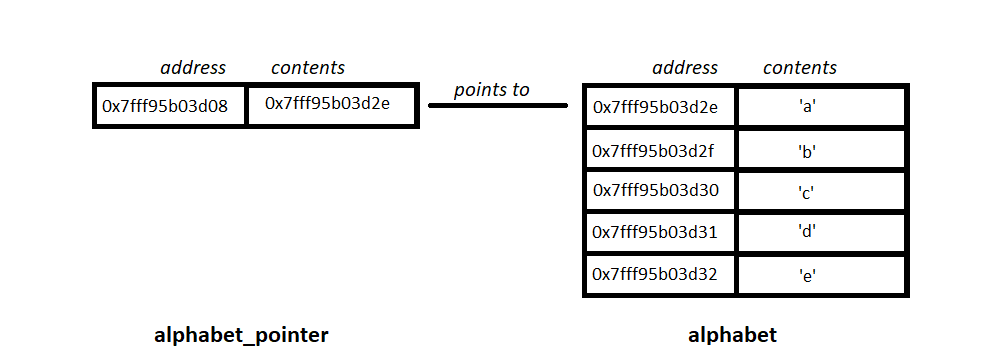 address contents
0x7fff95b03d08 0x7fff95b03d2e
alphabet_pointer
points to
address contents
0x7fff95b03d2e 'a'
0x7fff95b03d2f 'b'
0x7fff95b03d30 'c'
0x7fff95b03d31 'd'
0x7fff95b03d32 'e'
alphabet